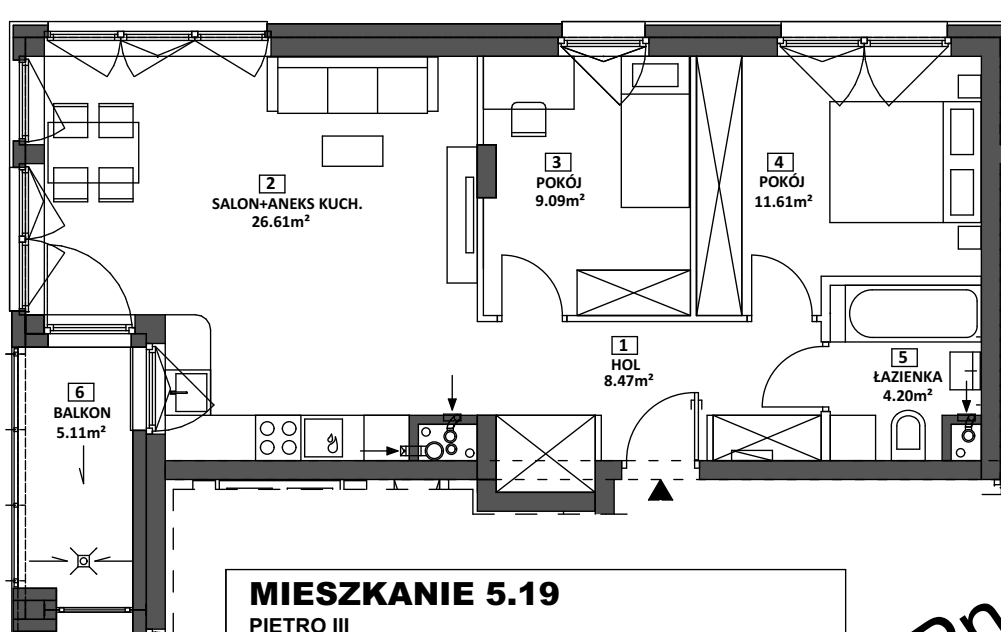 2
SALON+ANEKS KUCH.
26.61m²
3
POKÓJ
9.09m²
4
POKÓJ
11.61m²
1
HOL
8.47m²
5
ŁAZIENKA
4.20m²
6
BALKON
5.11m²
MIESZKANIE 5.19
PIĘTRO III